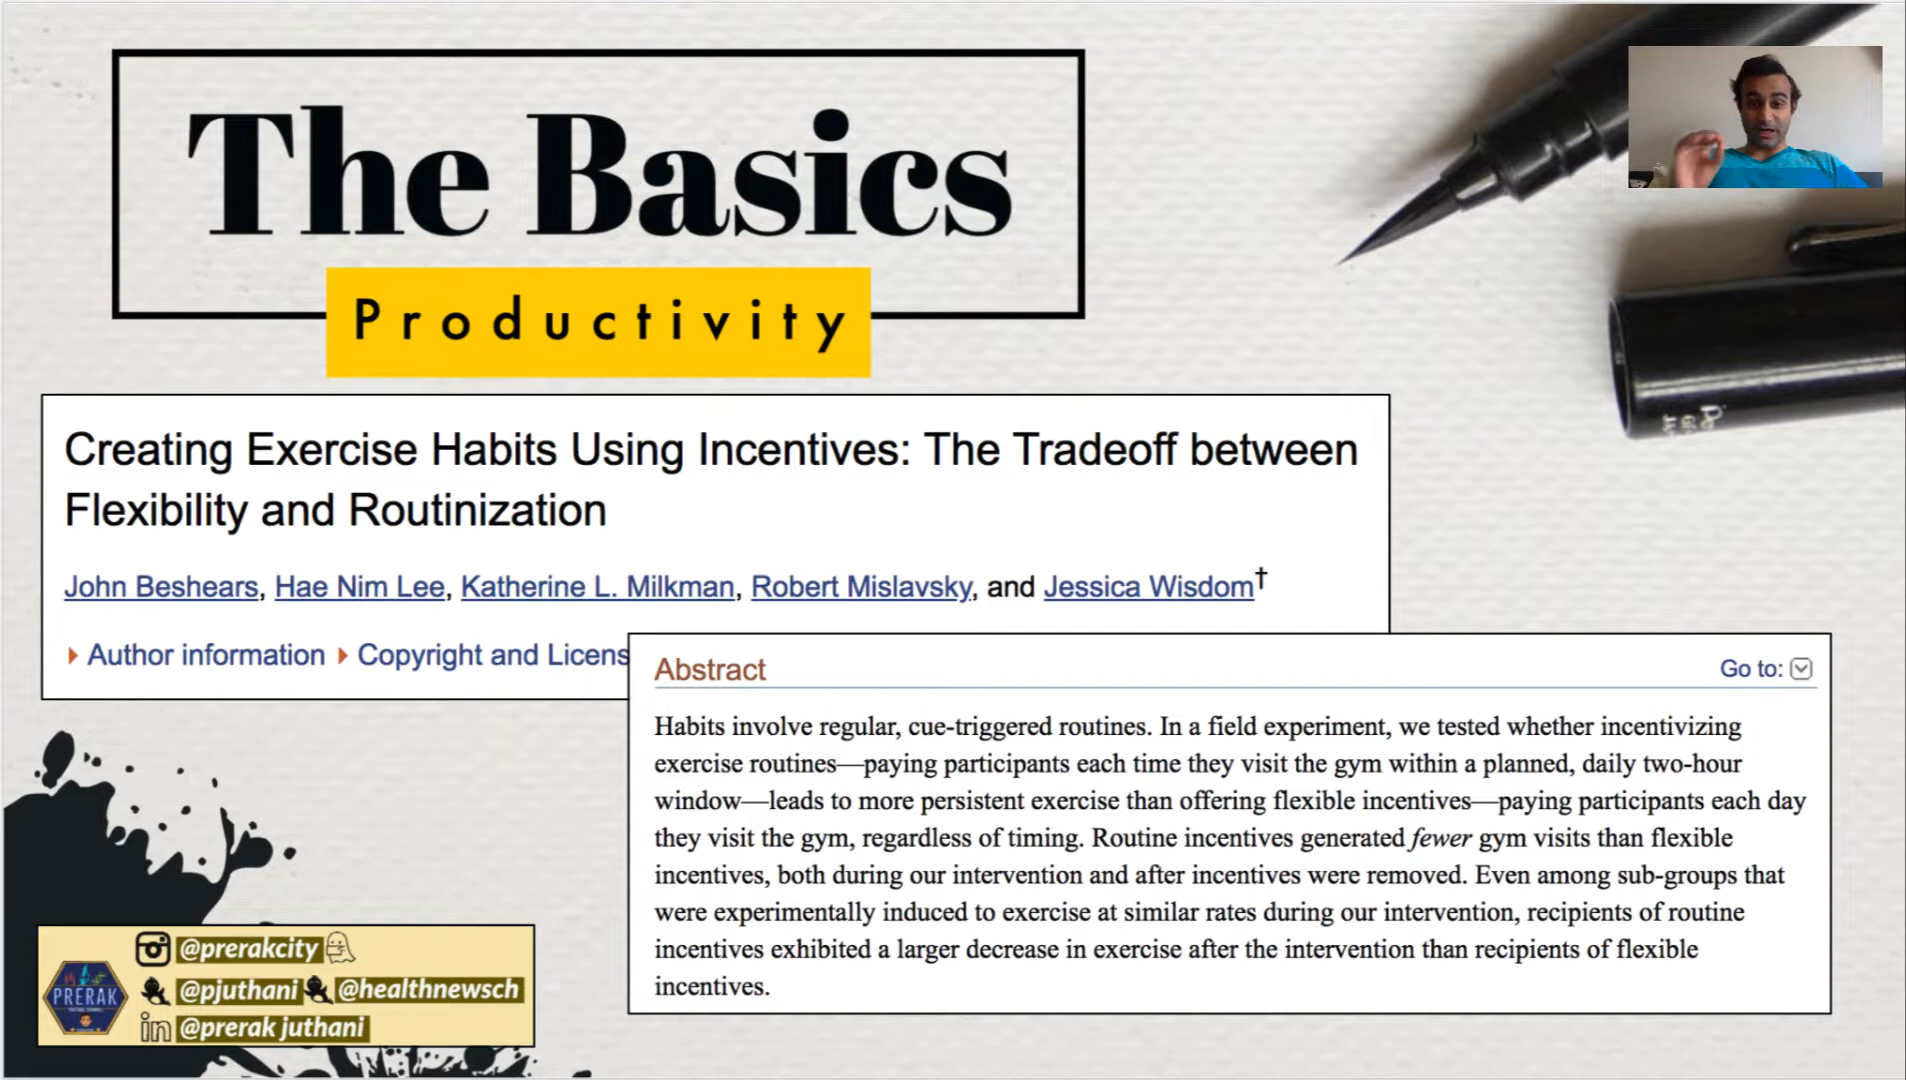 The Basics
Productivity
Creating Exercise Habits Using Incentives: The Tradeoff between
Flexibility and Routinization
John Beshears, Hae Nim Lee, Katherine L. Milkman, Robert Mislavsky, and Jessica Wisdom†
Author information Copyright and Licens
Abstract
Go to:
Habits involve regular, cue-triggered routines. In a field experiment, we tested whether incentivizing
exercise routines—paying participants each time they visit the gym within a planned, daily two-hour
window—leads to more persistent exercise than offering flexible incentives—paying participants each day
they visit the gym, regardless of timing. Routine incentives generated fewer gym visits than flexible
incentives, both during our intervention and after incentives were removed. Even among sub-groups that
were experimentally induced to exercise at similar rates during our intervention, recipients of routine
incentives exhibited a larger decrease in exercise after the intervention than recipients of flexible
incentives.
@prerakcity
@pjuthani @healthnewsch
in @prerak juthani
PRERAK